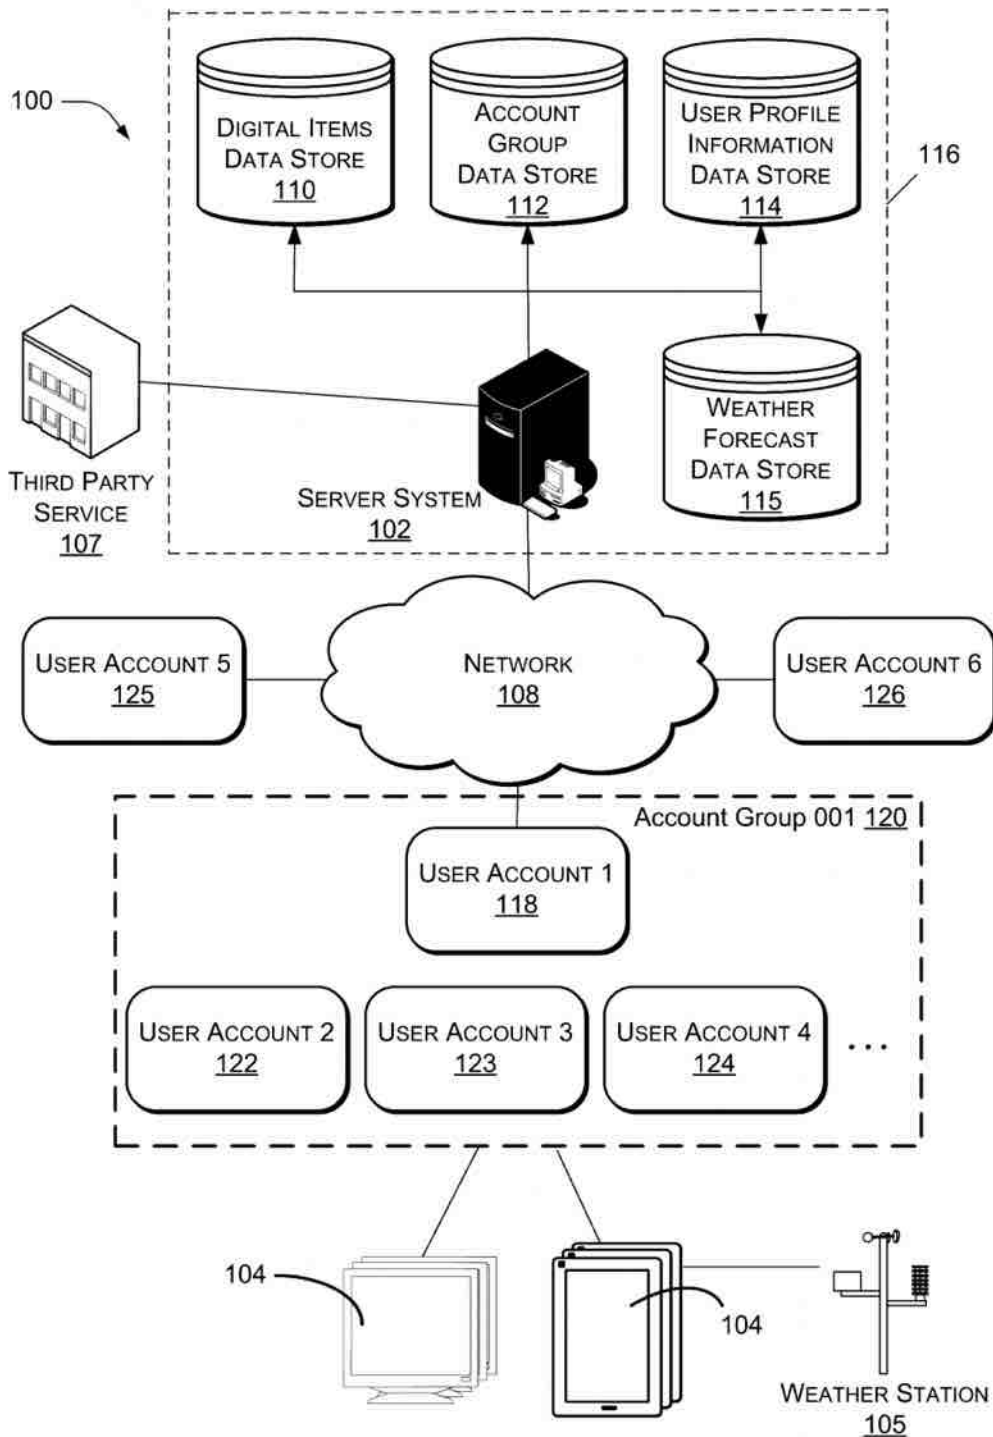 100
DIGITAL ITEMS
DATA STORE
110
ACCOUNT
GROUP
DATA STORE
112
USER PROFILE
INFORMATION
DATA STORE
114
116
THIRD PARTY
SERVICE
107
SERVER SYSTEM
102
WEATHER
FORECAST
DATA STORE
115
USER ACCOUNT 5
125
NETWORK
108
USER ACCOUNT 6
126
Account Group 001 120
USER ACCOUNT 1
118
USER ACCOUNT 2
122
USER ACCOUNT 3
123
USER ACCOUNT 4
124
...
104
104
WEATHER STATION
105